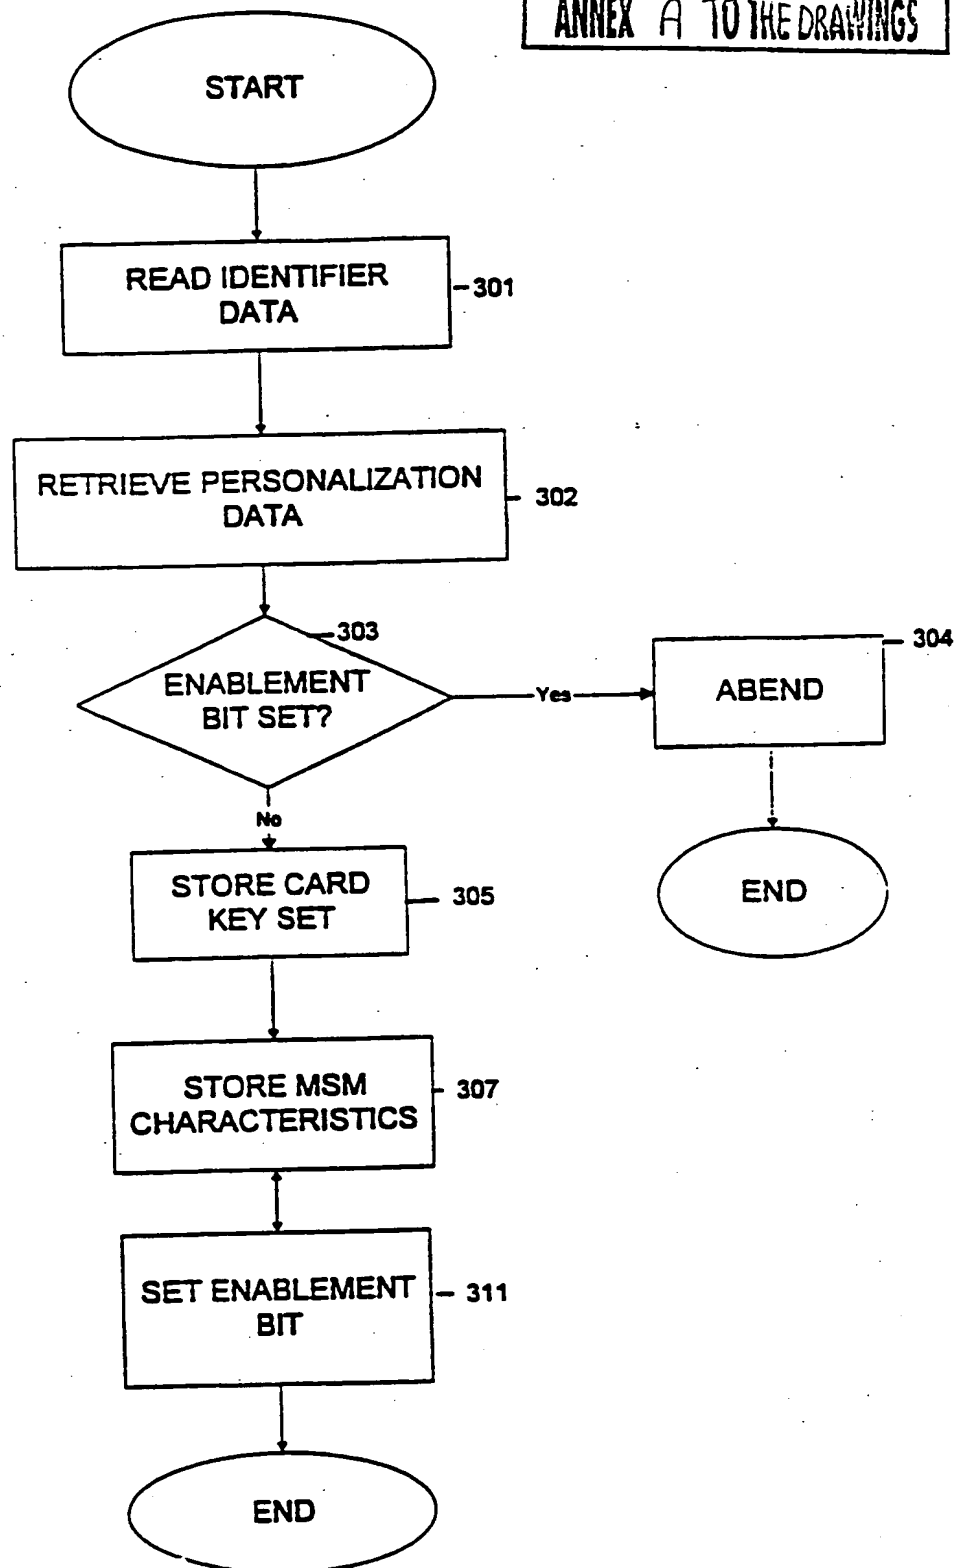 ANNEX A TO THE DRAWINGS
START
READ IDENTIFIER
DATA
301
RETRIEVE PERSONALIZATION
DATA
302
303
ENABLEMENT
BIT SET?
Yes
304
ABEND
No
END
STORE CARD
KEY SET
305
STORE MSM
CHARACTERISTICS
307
SET ENABLEMENT
BIT
311
END